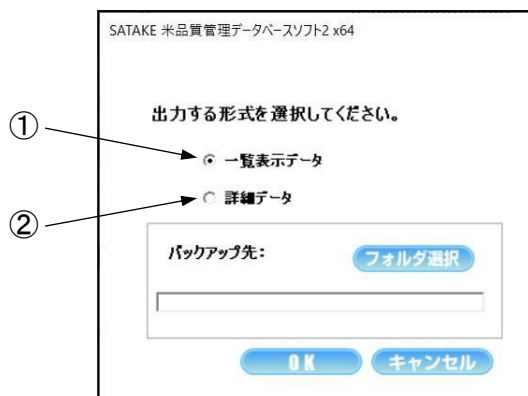 SATAKE 米品質管理データベースソフト2 x64
出力する形式を選択してください。
①
一覧表示データ
詳細データ
②
バックアップ先:
フォルダ選択
OK
キャンセル